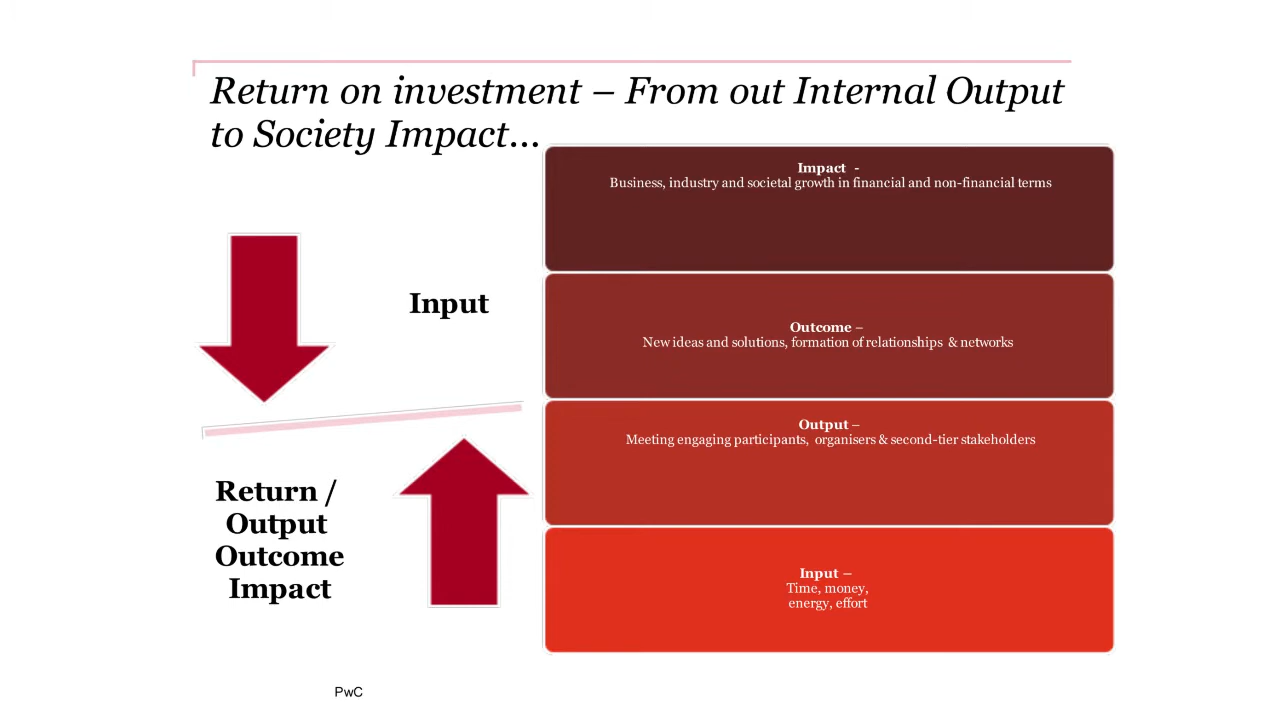 Return on investment – From out Internal Output
to Society Impact...
Impact -
Business, industry and societal growth in financial and non-financial terms
Input
Outcome –
New ideas and solutions, formation of relationships & networks
Output –
Meeting engaging participants, organisers & second-tier stakeholders
Return /
Output
Outcome
Impact
Input –
Time, money,
energy, effort
PwC